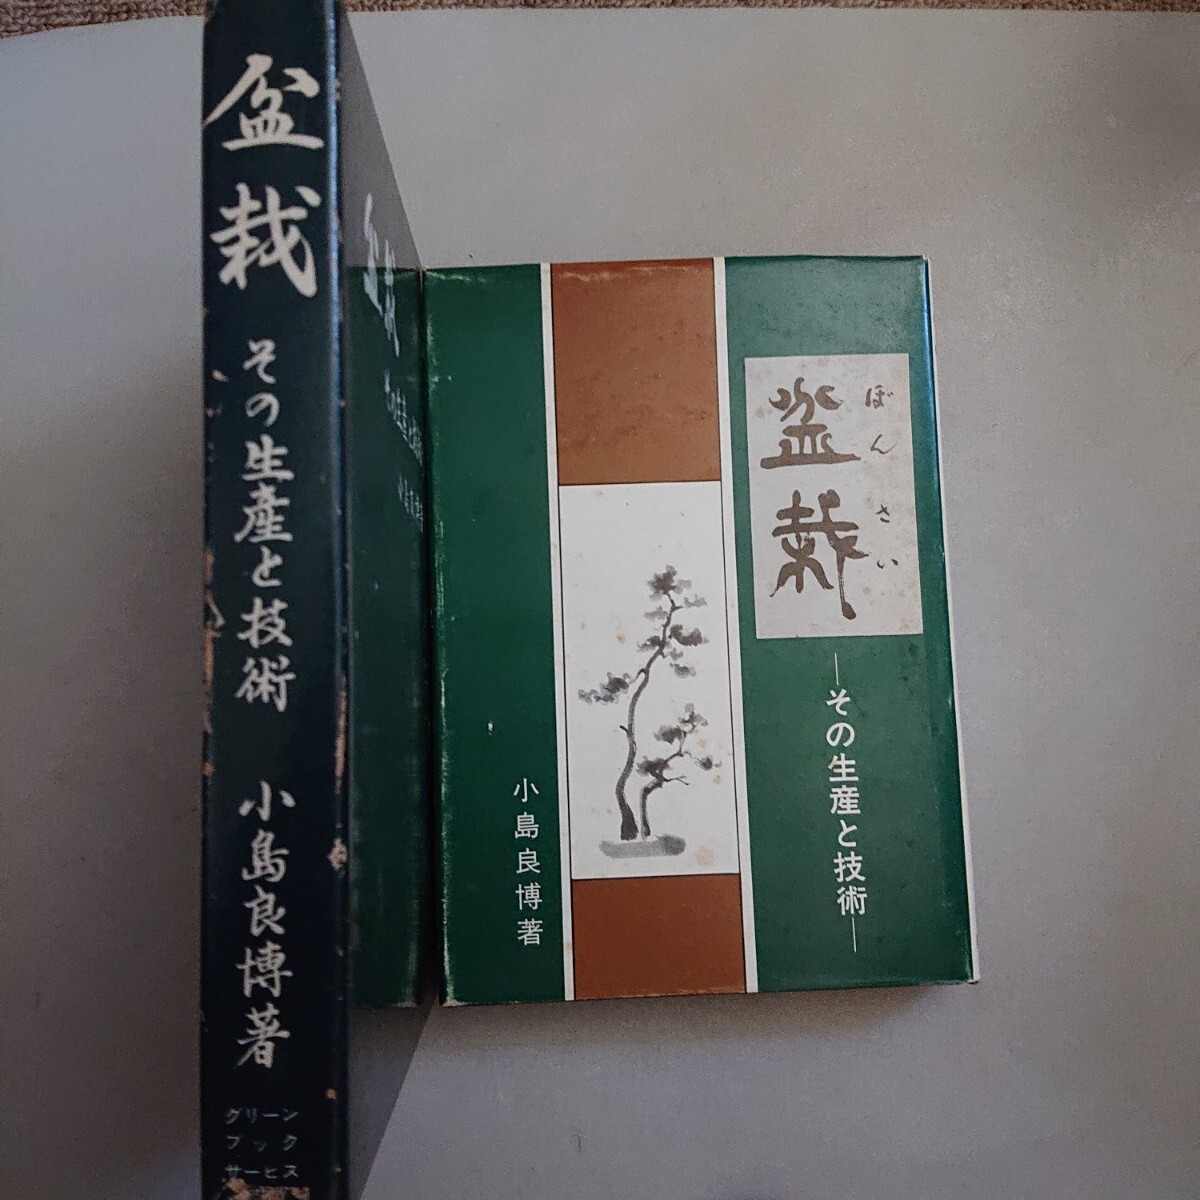 盆栽
その生産と技術
小島良博著
グリーン
ブック
サービス
盆栽
ぼんさい
―その生産と技術―
小島良博著